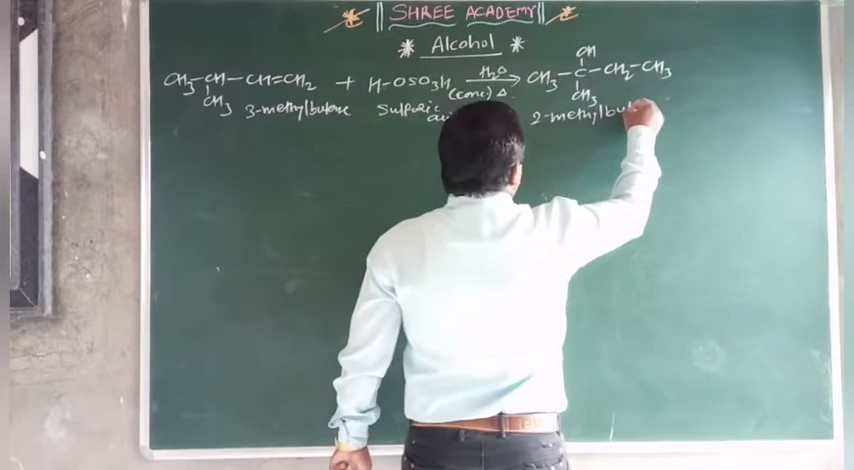 SHREE ACADEMY
* Alcohol *
OH
CH3-CH-CH=CH2 + H-OSO3H H2O CH3-C-CH2-CH3
CH3 (conc) Δ CH3
3-methylbutene Sulfuric 2-methylbu